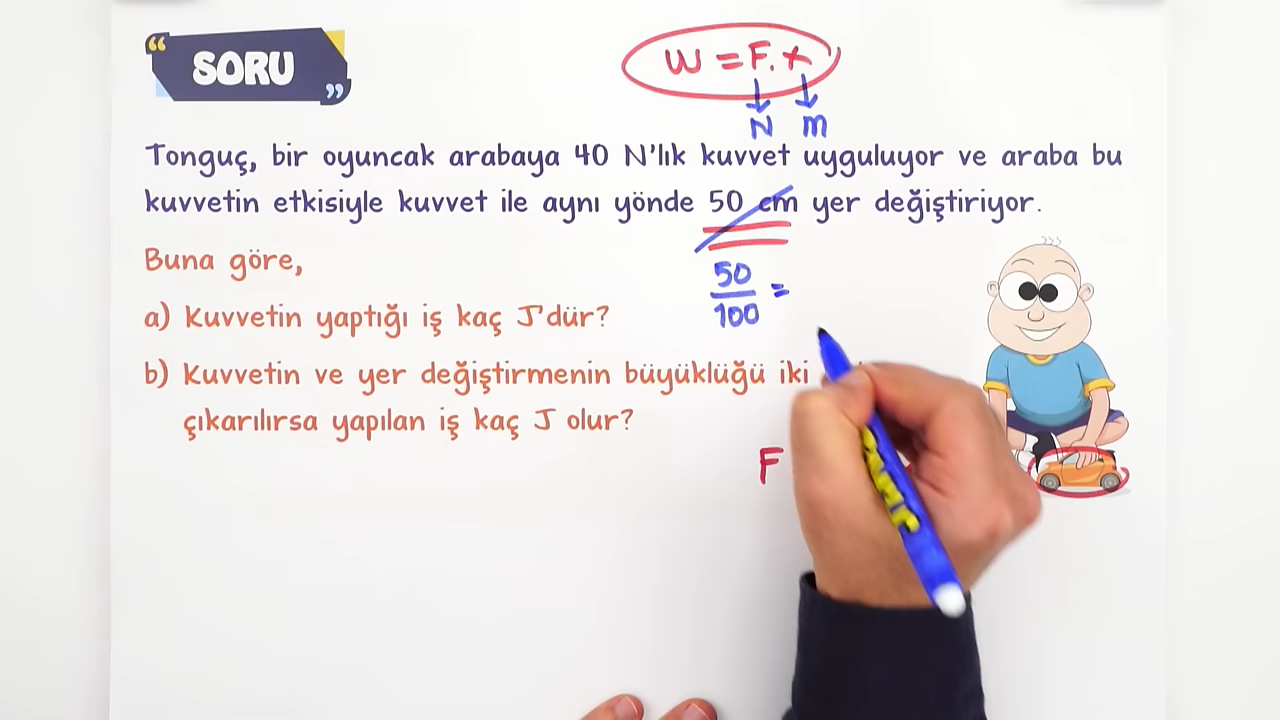 SORU
W = F. x
N m
Tonguç, bir oyuncak arabaya 40 N'lık kuvvet uyguluyor ve araba bu
kuvvetin etkisiyle kuvvet ile aynı yönde 50 cm yer değiştiriyor.
50
100 =
Buna göre,
a) Kuvvetin yaptığı iş kaç J'dür?
b) Kuvvetin ve yer değiştirmenin büyüklüğü iki
çıkarılırsa yapılan iş kaç J olur?
F